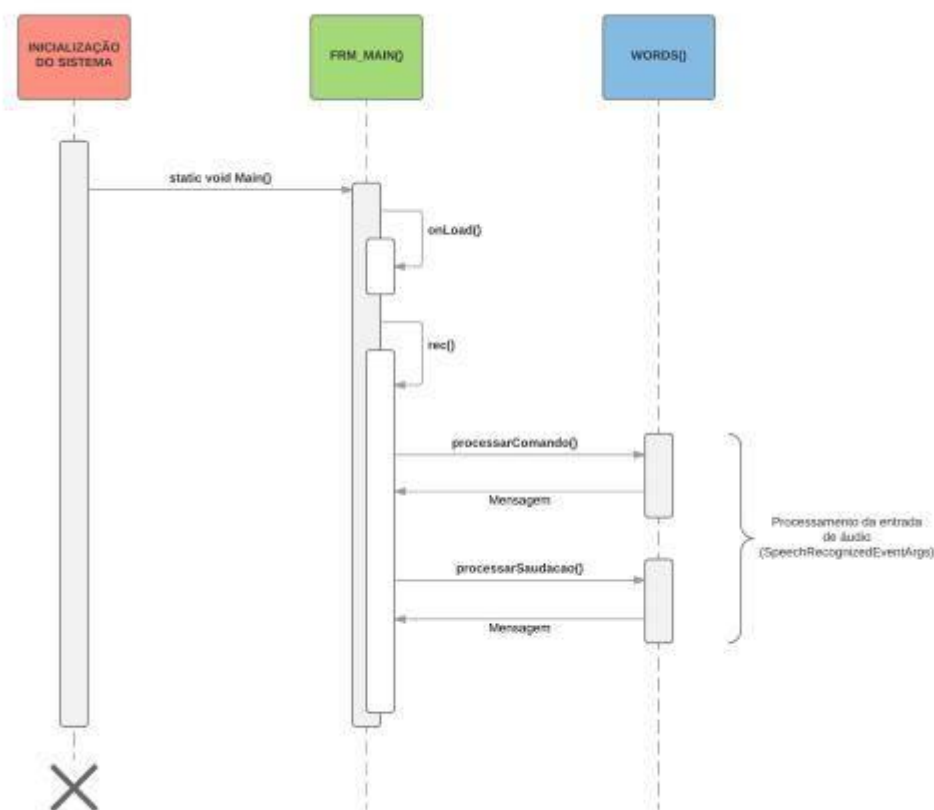 INICIALIZAÇÃO
DO SISTEMA
FRM_MAIN()
WORDS()
static void Main()
onLoad()
rec()
processarComando()
Mensagem
processarSaudacao()
Mensagem
Processamento da entrada
de áudio
(SpeechRecognizedEventArgs)